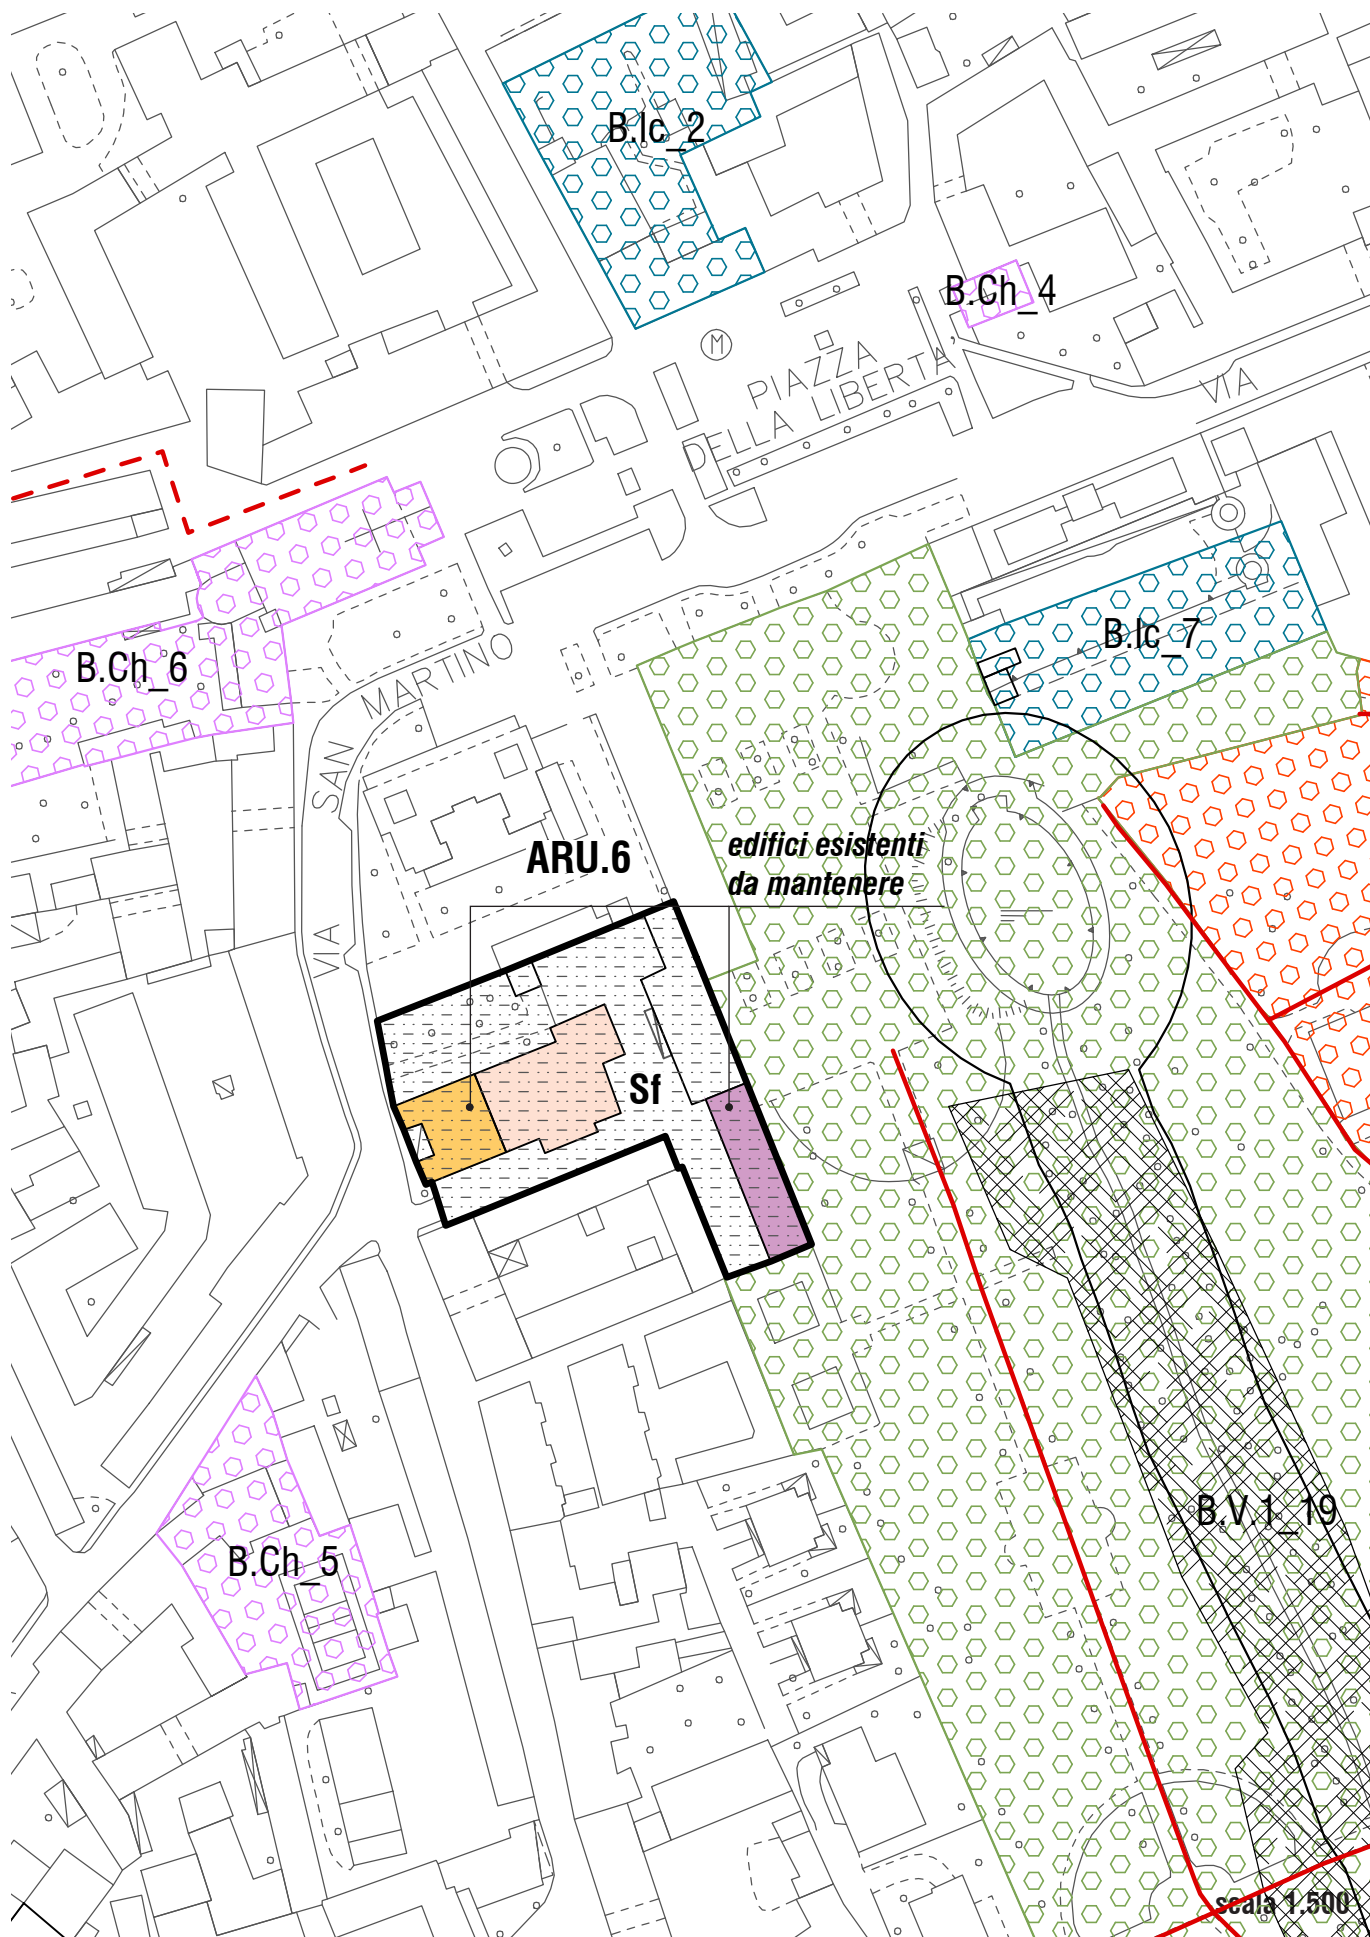 B.Ic_2
B.Ch_4
M
PIAZZA
DELLA LIBERTA'
VIA
B.Ic_7
B.Ch_6
VIA SAN MARTINO
ARU.6
edifici esistenti
da mantenere
Sf
B.V.1_19
B.Ch_5
scala 1:500